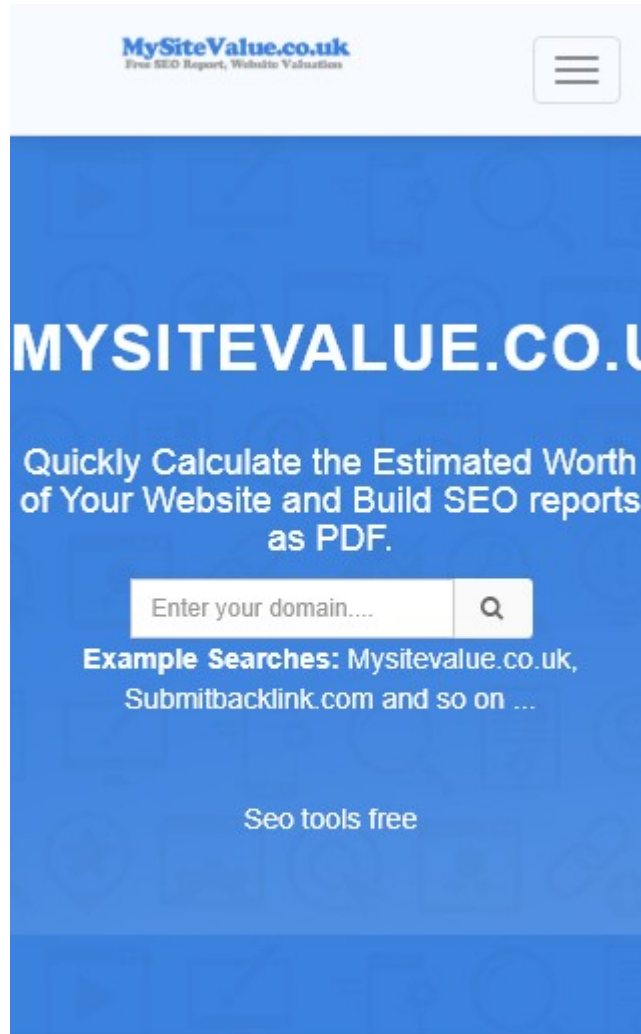 MySiteValue.co.uk
Free SEO Report, Website Valuation
MYSITEVALUE.CO.U
Quickly Calculate the Estimated Worth
of Your Website and Build SEO reports
as PDF.
Enter your domain....
Example Searches: Mysitevalue.co.uk,
Submitbacklink.com and so on ...
Seo tools free